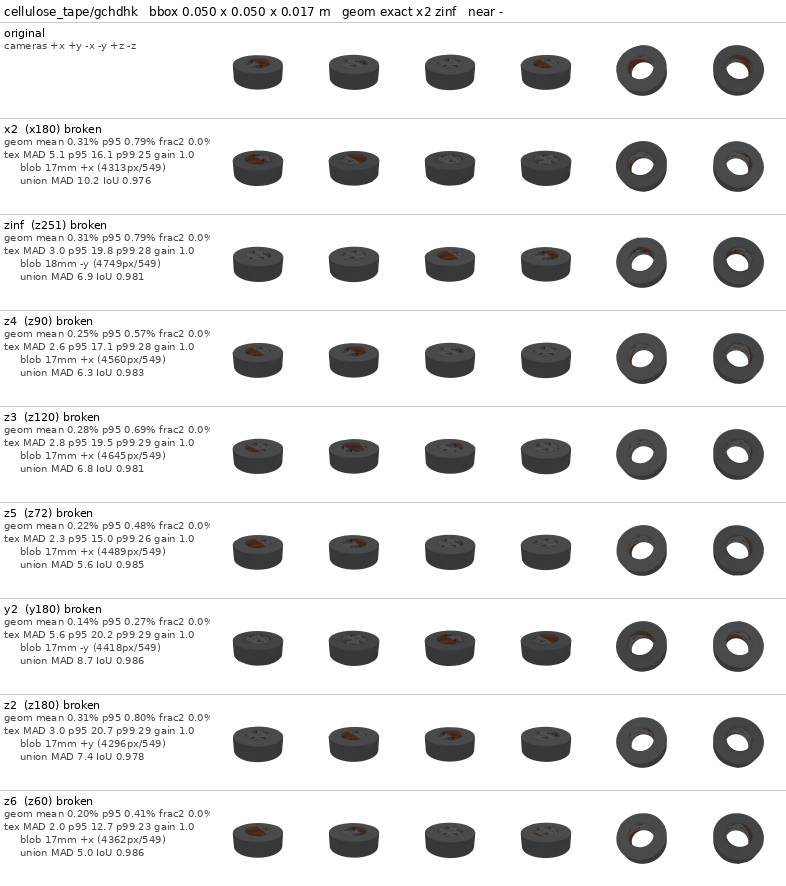 cellulose_tape/gchdhk bbox 0.050 x 0.050 x 0.017 m geom exact x2 zinf near -
original
cameras +x +y -x -y +z -z
x2 (x180) broken
geom mean 0.31% p95 0.79% frac2 0.0%
tex MAD 5.1 p95 16.1 p99 25 gain 1.0
blob 17mm +x (4313px/549)
union MAD 10.2 IoU 0.976
zinf (z251) broken
geom mean 0.31% p95 0.79% frac2 0.0%
tex MAD 3.0 p95 19.8 p99 28 gain 1.0
blob 18mm -y (4749px/549)
union MAD 6.9 IoU 0.981
z4 (z90) broken
geom mean 0.25% p95 0.57% frac2 0.0%
tex MAD 2.6 p95 17.1 p99 28 gain 1.0
blob 17mm +x (4560px/549)
union MAD 6.3 IoU 0.983
z3 (z120) broken
geom mean 0.28% p95 0.69% frac2 0.0%
tex MAD 2.8 p95 19.5 p99 29 gain 1.0
blob 17mm +x (4645px/549)
union MAD 6.8 IoU 0.981
z5 (z72) broken
geom mean 0.22% p95 0.48% frac2 0.0%
tex MAD 2.3 p95 15.0 p99 26 gain 1.0
blob 17mm +x (4489px/549)
union MAD 5.6 IoU 0.985
y2 (y180) broken
geom mean 0.14% p95 0.27% frac2 0.0%
tex MAD 5.6 p95 20.2 p99 29 gain 1.0
blob 17mm -y (4418px/549)
union MAD 8.7 IoU 0.986
z2 (z180) broken
geom mean 0.31% p95 0.80% frac2 0.0%
tex MAD 3.0 p95 20.7 p99 29 gain 1.0
blob 17mm +y (4296px/549)
union MAD 7.4 IoU 0.978
z6 (z60) broken
geom mean 0.20% p95 0.41% frac2 0.0%
tex MAD 2.0 p95 12.7 p99 23 gain 1.0
blob 17mm +x (4362px/549)
union MAD 5.0 IoU 0.986